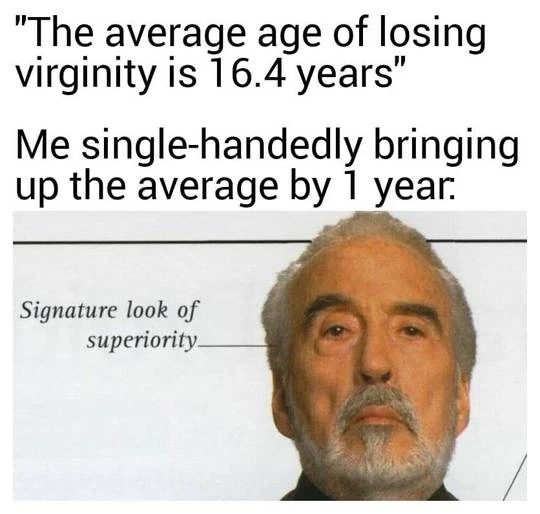 "The average age of losing
virginity is 16.4 years"
Me single-handedly bringing
up the average by 1 year:
Signature look of
superiority